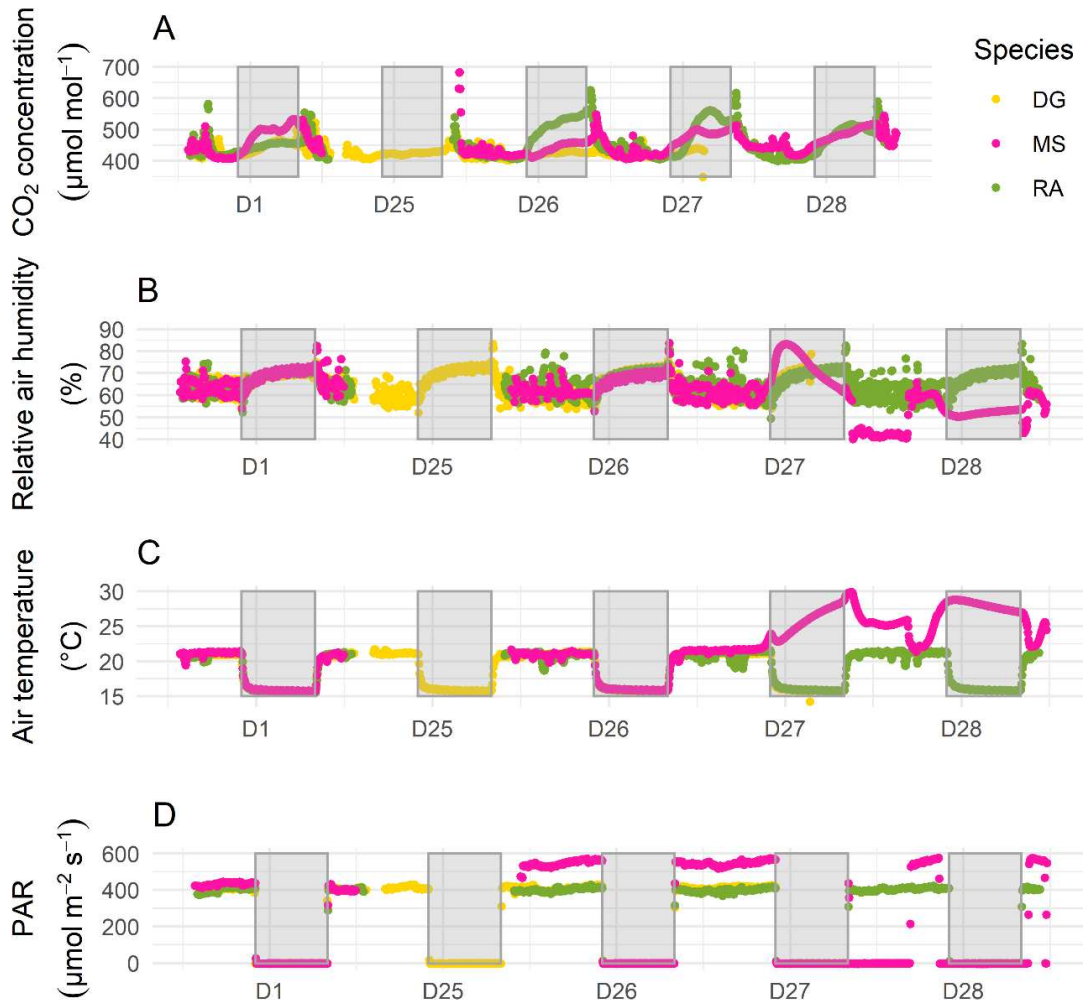 A
CO₂ concentration
(µmol mol⁻¹)
700
600
500
400
D1
D25
D26
D27
D28
Species
DG
MS
RA
B
Relative air humidity
(%)
90
80
70
60
50
40
D1
D25
D26
D27
D28
C
Air temperature
(°C)
30
25
20
15
D1
D25
D26
D27
D28
D
PAR
(µmol m⁻² s⁻¹)
600
400
200
0
D1
D25
D26
D27
D28